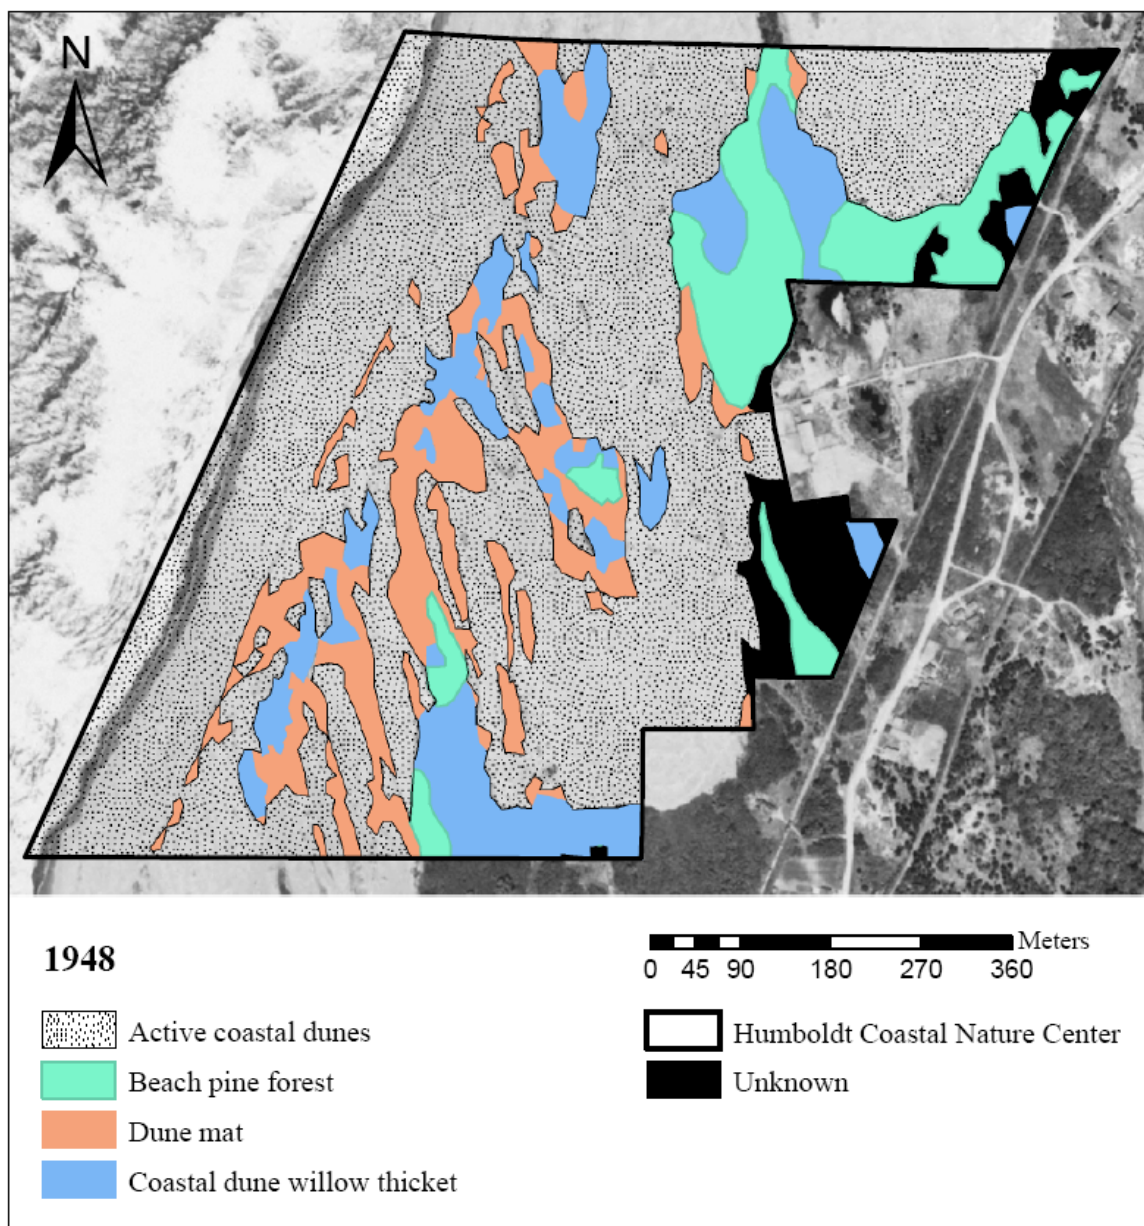 N
1948
Meters
0 45 90 180 270 360
Active coastal dunes
Humboldt Coastal Nature Center
Beach pine forest
Unknown
Dune mat
Coastal dune willow thicket